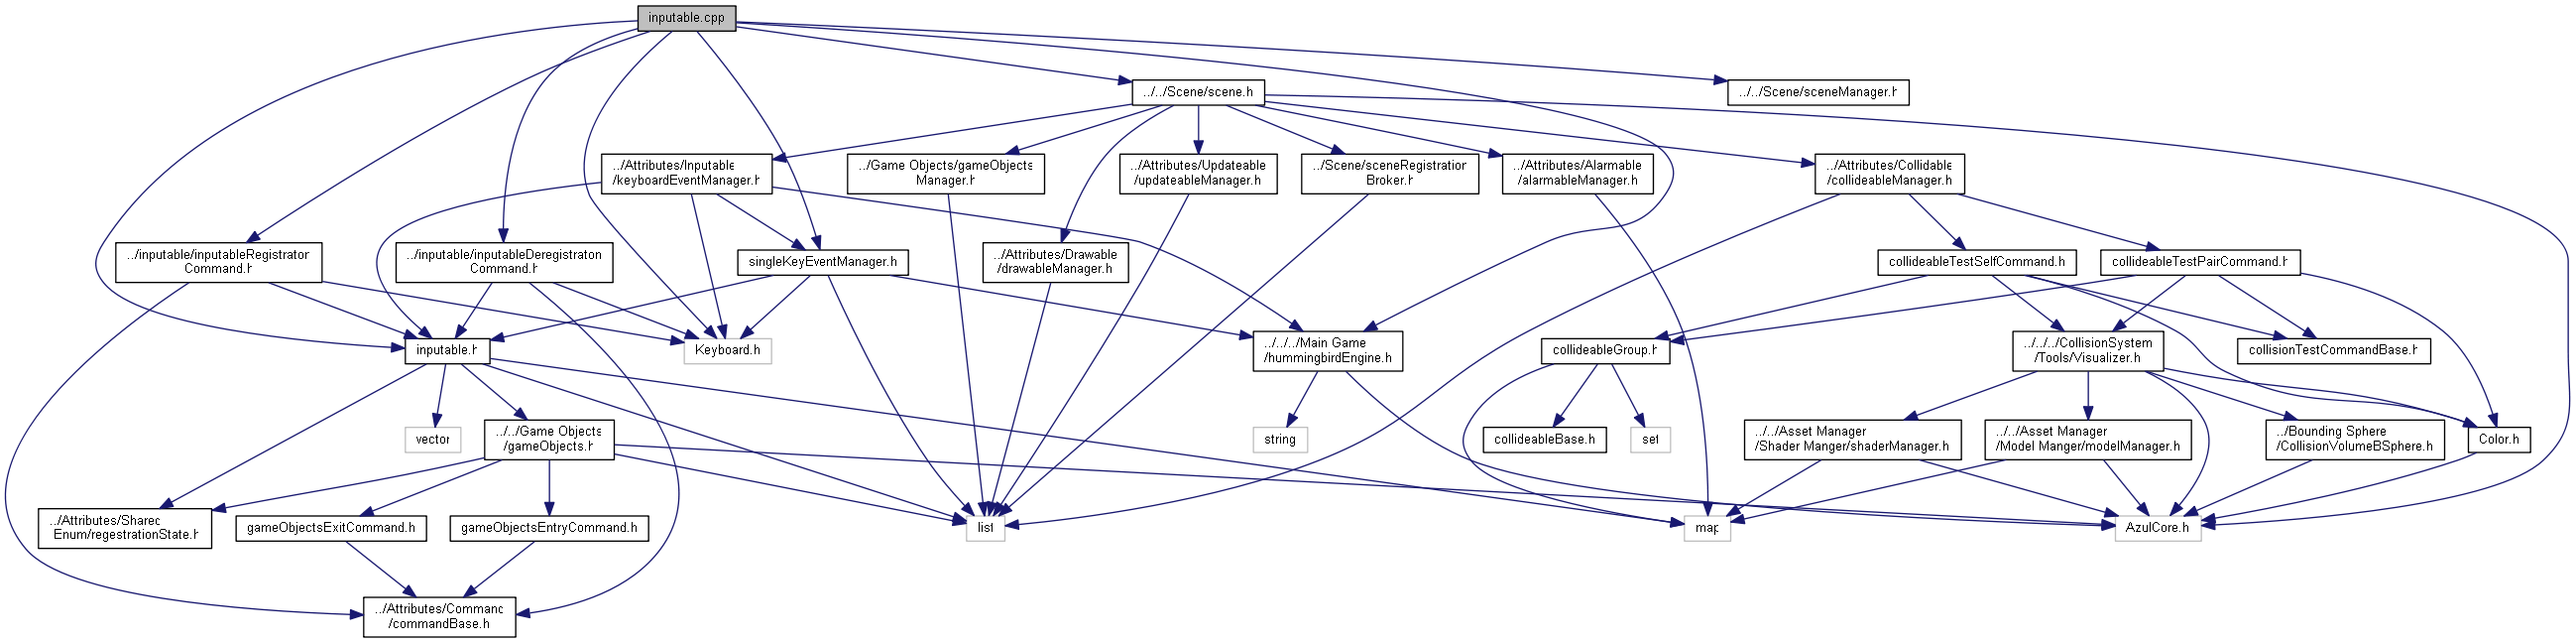 inputable.cpp
../../Scene/scene.h
../../Scene/sceneManager.h
../Attributes/Inputable
/keyboardEventManager.h
../Game Objects/gameObjects
Manager.h
../Attributes/Updateable
/updateableManager.h
../Scene/sceneRegistration
Broker.h
../Attributes/Alarmable
/alarmableManager.h
../Attributes/Collidable
/collideableManager.h
../inputable/inputableRegistrator
Command.h
../inputable/inputableDeregistraton
Command.h
singleKeyEventManager.h
../Attributes/Drawable
/drawableManager.h
collideableTestSelfCommand.h
collideableTestPairCommand.h
inputable.h
Keyboard.h
../../../Main Game
/hummingbirdEngine.h
collideableGroup.h
../../../CollisionSystem
/Tools/Visualizer.h
collisionTestCommandBase.h
vector
../../Game Objects
/gameObjects.h
string
collideableBase.h
set
../../Asset Manager
/Shader Manger/shaderManager.h
../../Asset Manager
/Model Manger/modelManager.h
../Bounding Sphere
/CollisionVolumeBSphere.h
Color.h
../Attributes/Shared
Enum/regestrationState.h
gameObjectsExitCommand.h
gameObjectsEntryCommand.h
list
map
AzulCore.h
../Attributes/Command
/commandBase.h